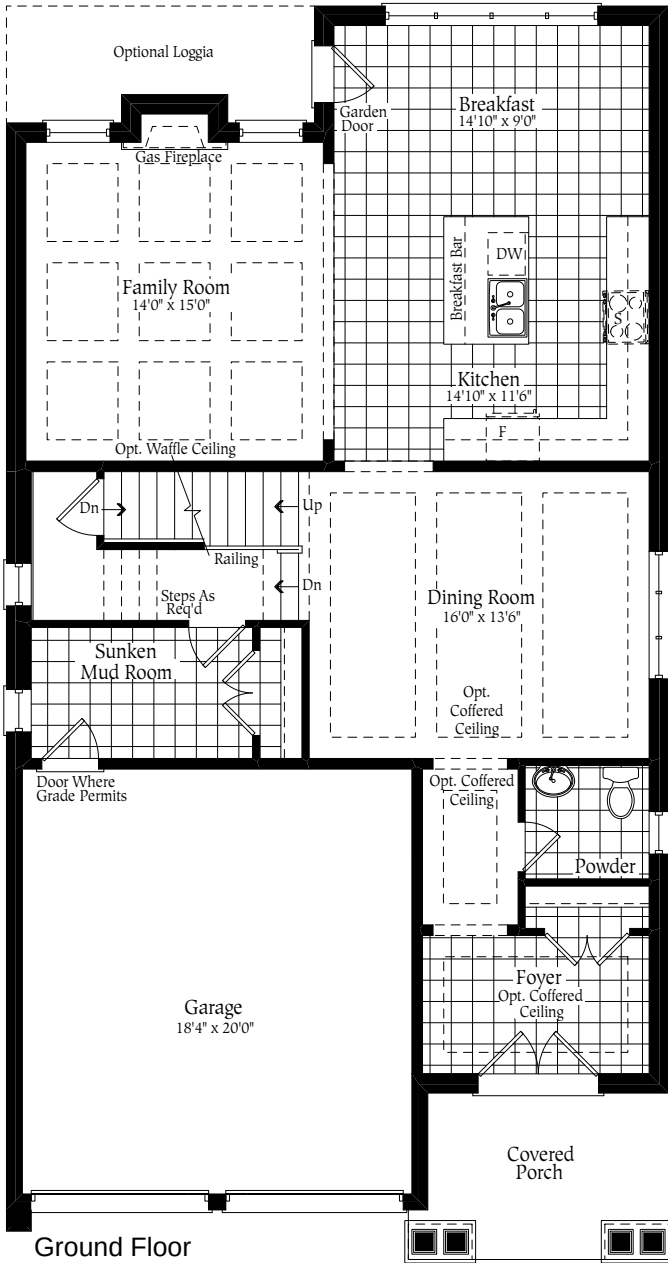 Optional Loggia
Breakfast
14'10" x 9'0"
Garden
Door
Gas Fireplace
DW
Breakfast Bar
Family Room
14'0" x 15'0"
S
Kitchen
14'10" x 11'6"
F
Opt. Waffle Ceiling
Dn
Up
Railing
Dn
Steps As
Req'd
Dining Room
16'0" x 13'6"
Sunken
Mud Room
Opt.
Coffered
Ceiling
Door Where
Grade Permits
Opt. Coffered
Ceiling
Powder
Foyer
Opt. Coffered
Ceiling
Garage
18'4" x 20'0"
Covered
Porch
Ground Floor